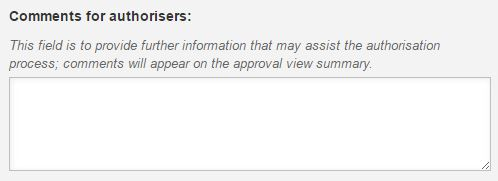 Comments for authorisers:
This field is to provide further information that may assist the authorisation
process; comments will appear on the approval view summary.